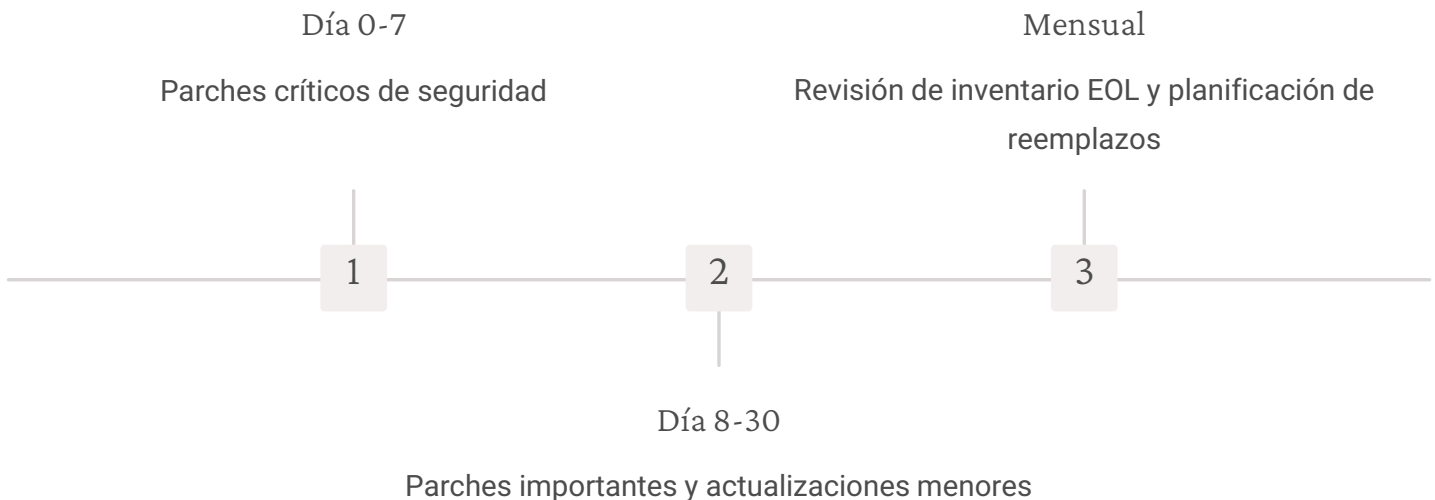 Día 0-7
Parches críticos de seguridad
1
2
Día 8-30
Parches importantes y actualizaciones menores
Mensual
Revisión de inventario EOL y planificación de
reemplazos
3